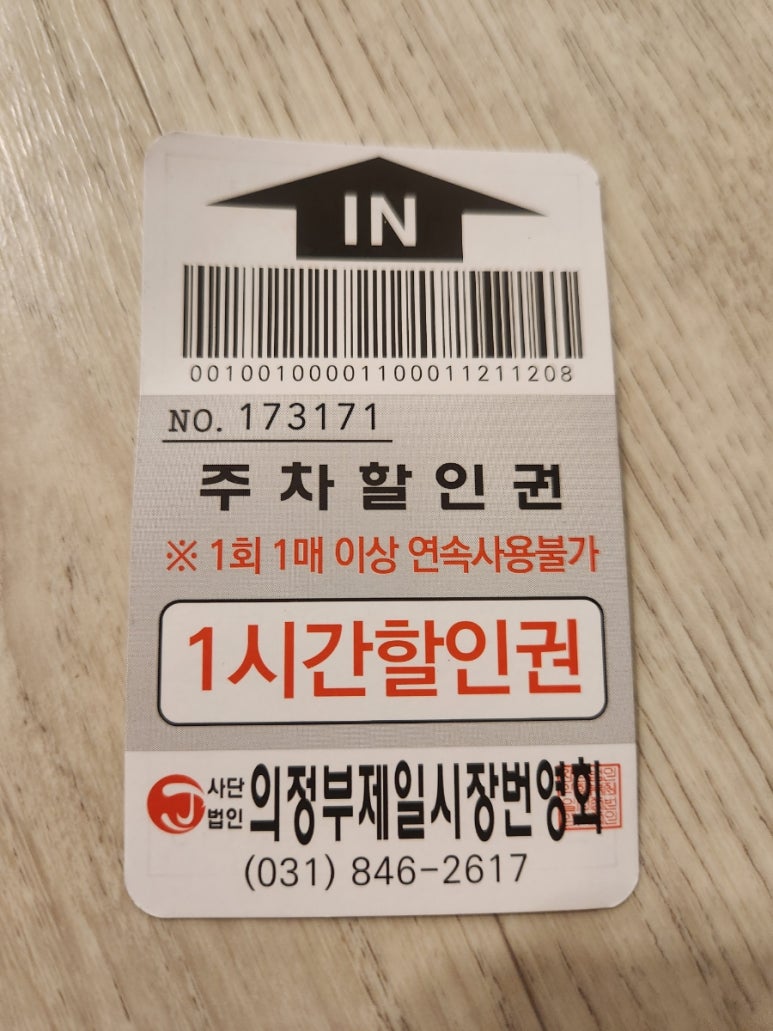 IN
00100100001100011211208
NO. 173171
주차할인권
※ 1회 1매 이상 연속사용불가
1시간할인권
사단법인 의정부제일시장번영회
(031) 846-2617